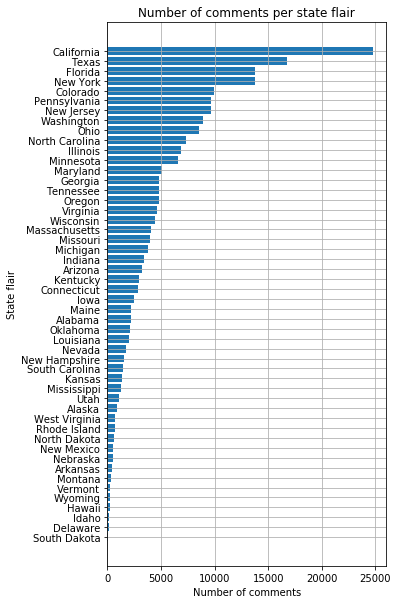 Number of comments per state flair
California
Texas
Florida
New York
Colorado
Pennsylvania
New Jersey
Washington
Ohio
North Carolina
Illinois
Minnesota
Maryland
Georgia
Tennessee
Oregon
Virginia
Wisconsin
Massachusetts
Missouri
Michigan
Indiana
Arizona
Kentucky
Connecticut
Iowa
Maine
Alabama
Oklahoma
Louisiana
Nevada
New Hampshire
South Carolina
Kansas
Mississippi
Utah
Alaska
West Virginia
Rhode Island
North Dakota
New Mexico
Nebraska
Arkansas
Montana
Vermont
Wyoming
Hawaii
Idaho
Delaware
South Dakota
State flair
0 5000 10000 15000 20000 25000
Number of comments